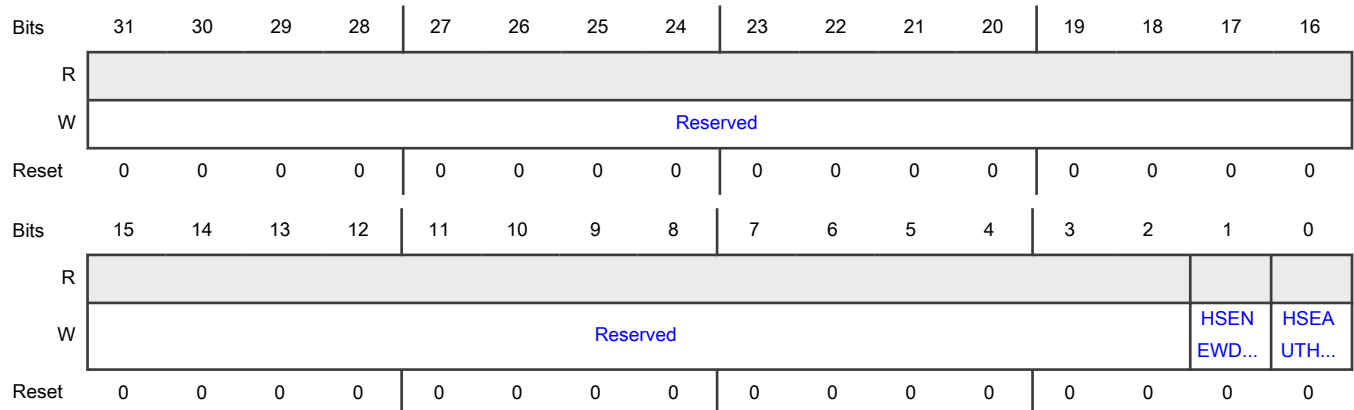 Bits 31 30 29 28 27 26 25 24 23 22 21 20 19 18 17 16
R
W Reserved
Reset 0 0 0 0 0 0 0 0 0 0 0 0 0 0 0 0
Bits 15 14 13 12 11 10 9 8 7 6 5 4 3 2 1 0
R
W Reserved HSEN EWD... HSEA UTH...
Reset 0 0 0 0 0 0 0 0 0 0 0 0 0 0 0 0